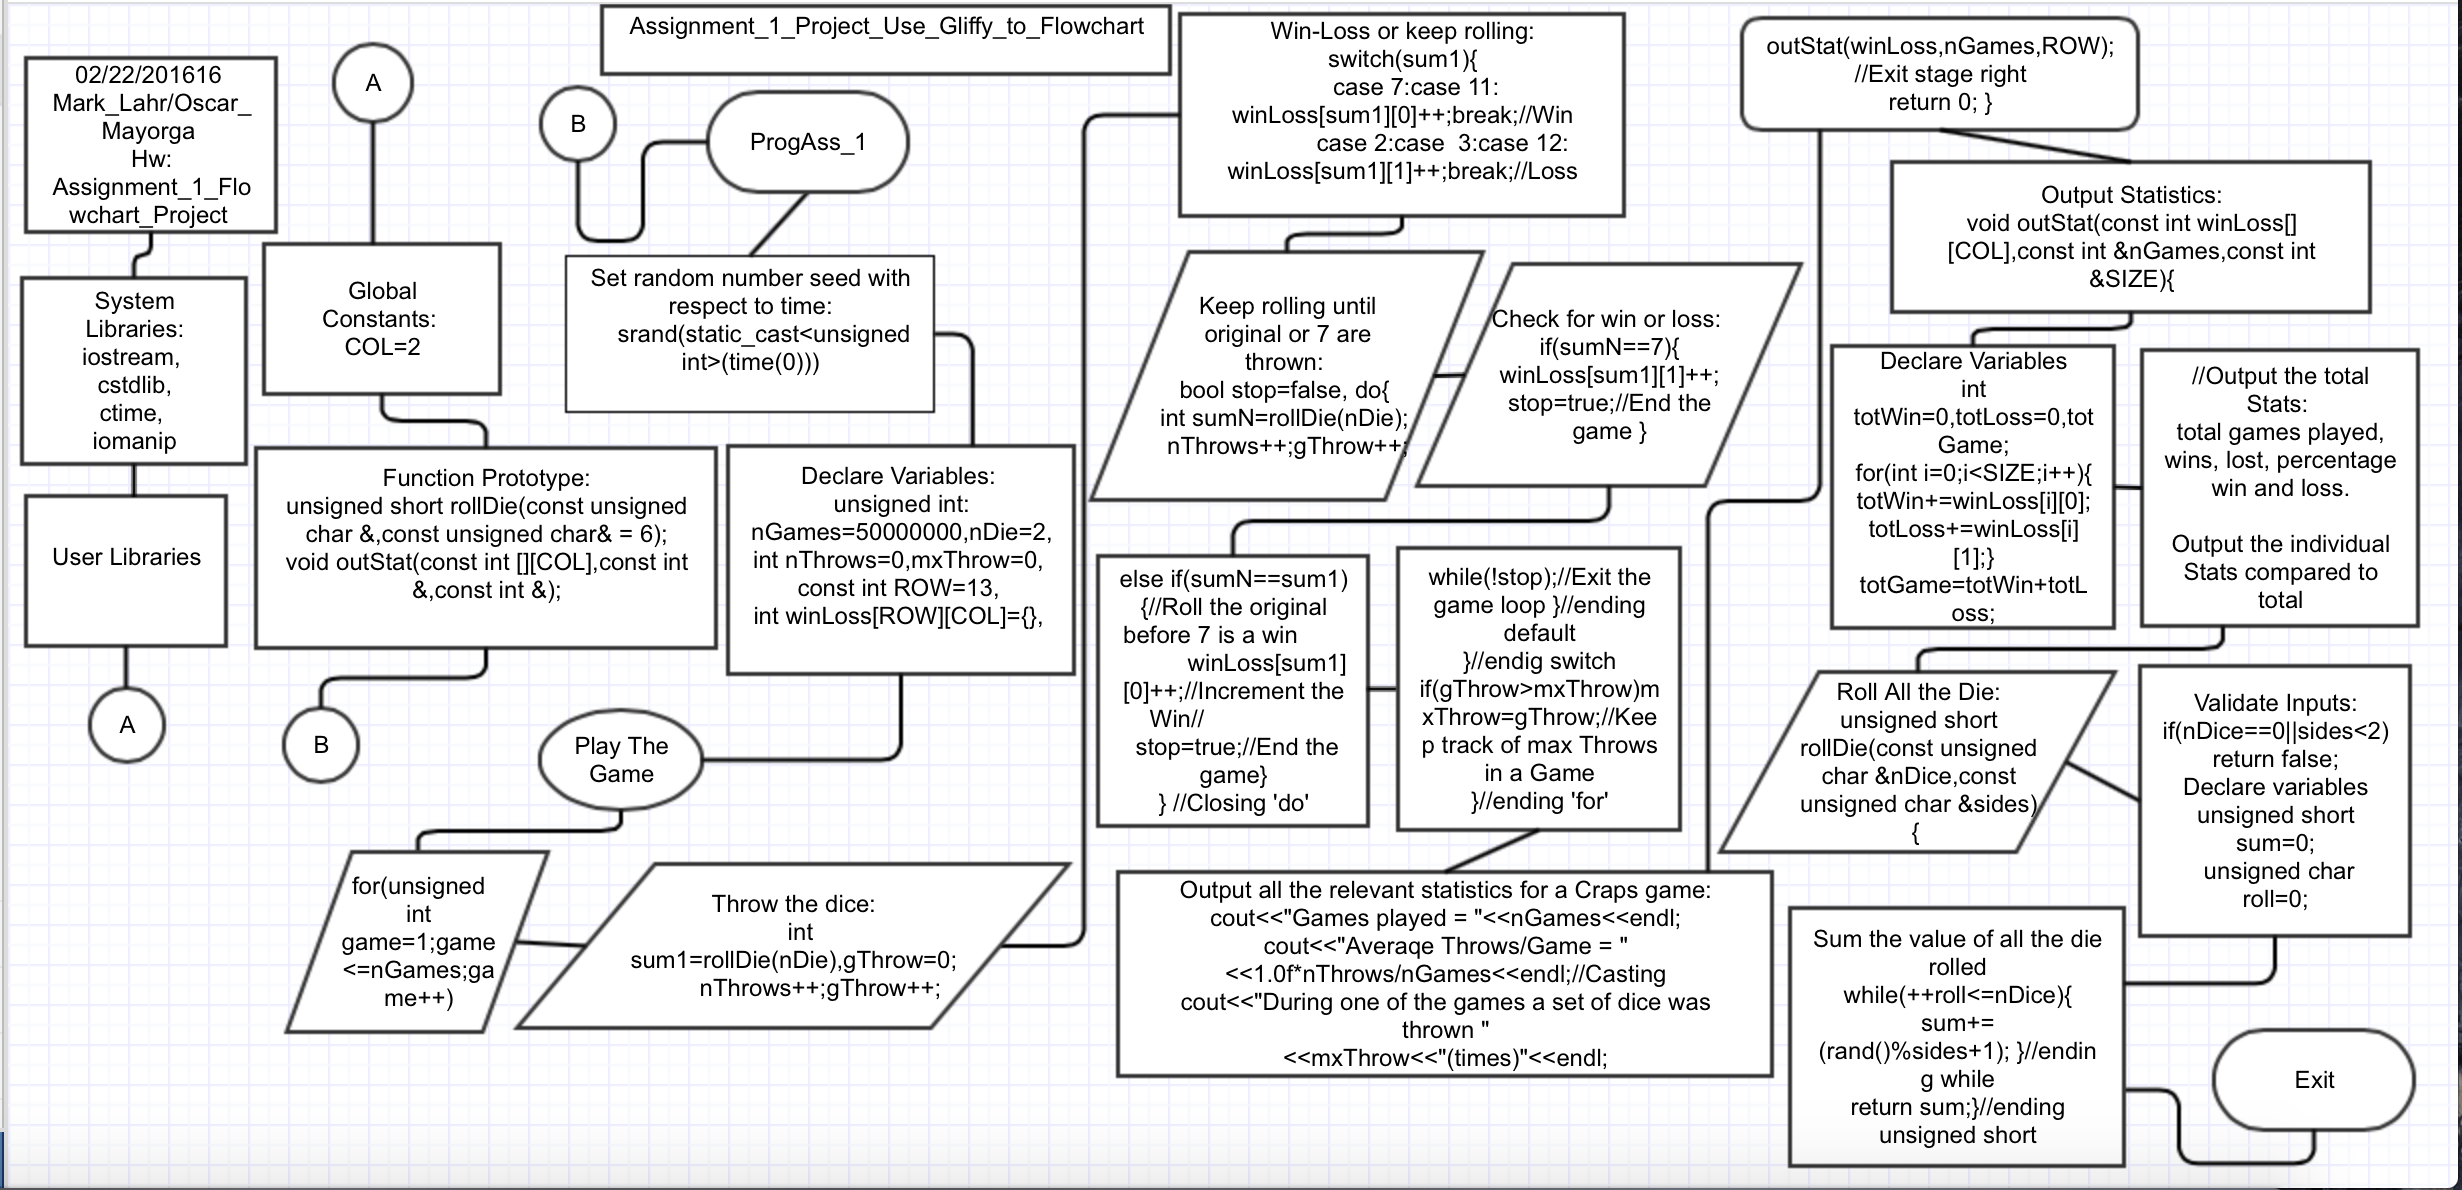 Assignment_1_Project_Use_Gliffy_to_Flowchart
02/22/201616
Mark_Lahr/Oscar_
Mayorga
Hw:
Assignment_1_Flo
wchart_Project
System
Libraries:
iostream,
cstdlib,
ctime,
iomanip
User Libraries
A
A
Global
Constants:
COL=2
Function Prototype:
unsigned short rollDie(const unsigned
char &,const unsigned char& = 6);
void outStat(const int [][COL],const int
&,const int &);
B
B
ProgAss_1
Set random number seed with
respect to time:
srand(static_cast<unsigned
int>(time(0)))
Declare Variables:
unsigned int:
nGames=50000000,nDie=2,
int nThrows=0,mxThrow=0,
const int ROW=13,
int winLoss[ROW][COL]={},
Play The
Game
for(unsigned
int
game=1;game
<=nGames;ga
me++)
Throw the dice:
int
sum1=rollDie(nDie),gThrow=0;
nThrows++;gThrow++;
Win-Loss or keep rolling:
switch(sum1){
case 7:case 11:
winLoss[sum1][0]++;break;//Win
case 2:case  3:case 12:
winLoss[sum1][1]++;break;//Loss
Keep rolling until
original or 7 are
thrown:
bool stop=false, do{
int sumN=rollDie(nDie);
nThrows++;gThrow++;
Check for win or loss:
if(sumN==7){
winLoss[sum1][1]++;
stop=true;//End the
game }
else if(sumN==sum1)
{//Roll the original
before 7 is a win
winLoss[sum1]
[0]++;//Increment the
Win//
stop=true;//End the
game}
} //Closing 'do'
while(!stop);//Exit the
game loop }//ending
default
}//endig switch
if(gThrow>mxThrow)m
xThrow=gThrow;//Kee
p track of max Throws
in a Game
}//ending 'for'
Output all the relevant statistics for a Craps game:
cout<<"Games played = "<<nGames<<endl;
cout<<"Averaqe Throws/Game = "
<<1.0f*nThrows/nGames<<endl;//Casting
cout<<"During one of the games a set of dice was
thrown "
<<mxThrow<<"(times)"<<endl;
outStat(winLoss,nGames,ROW);
//Exit stage right
return 0; }
Output Statistics:
void outStat(const int winLoss[]
[COL],const int &nGames,const int
&SIZE){
Declare Variables
int
totWin=0,totLoss=0,tot
Game;
for(int i=0;i<SIZE;i++){
totWin+=winLoss[i][0];
totLoss+=winLoss[i]
[1];}
totGame=totWin+totL
oss;
//Output the total
Stats:
total games played,
wins, lost, percentage
win and loss.
Output the individual
Stats compared to
total
Roll All the Die:
unsigned short
rollDie(const unsigned
char &nDice,const
unsigned char &sides)
{
Validate Inputs:
if(nDice==0||sides<2)
return false;
Declare variables
unsigned short
sum=0;
unsigned char
roll=0;
Sum the value of all the die
rolled
while(++roll<=nDice){
sum+=
(rand()%sides+1); }//endin
g while
return sum;}//ending
unsigned short
Exit